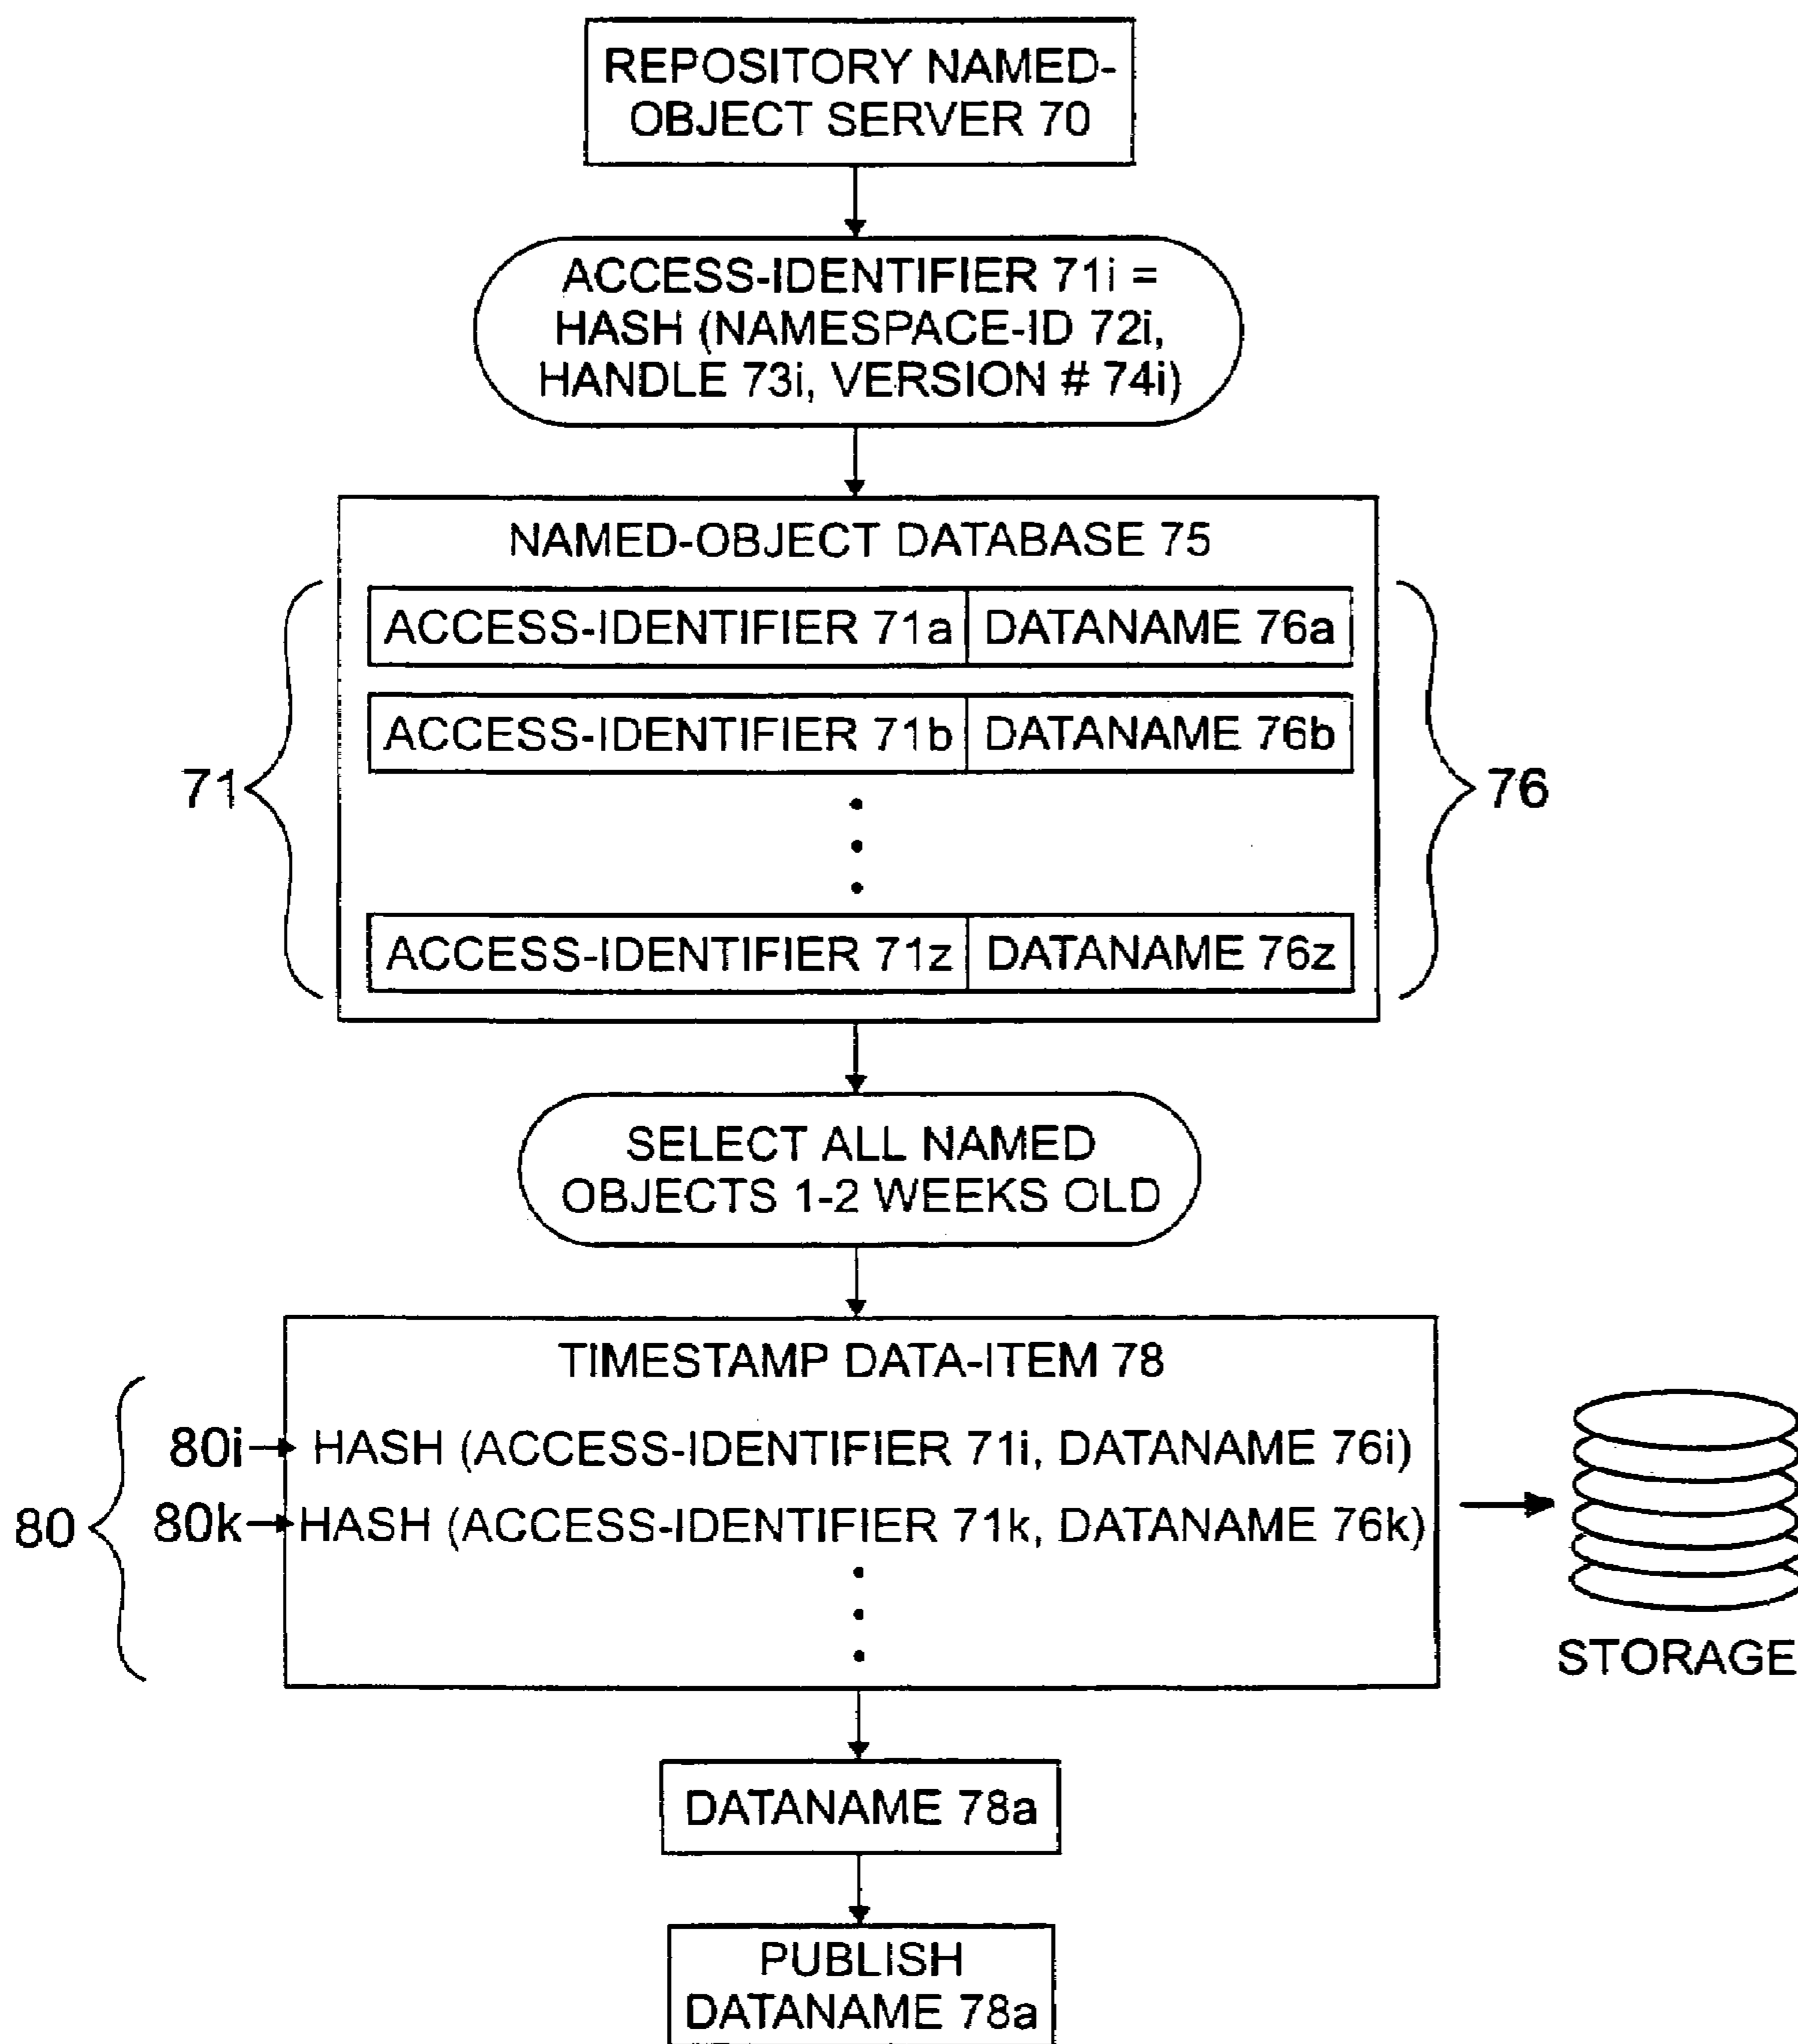 REPOSITORY NAMED-
OBJECT SERVER 70
ACCESS-IDENTIFIER 71i =
HASH (NAMESPACE-ID 72i,
HANDLE 73i, VERSION # 74i)
NAMED-OBJECT DATABASE 75
ACCESS-IDENTIFIER 71a DATANAME 76a
ACCESS-IDENTIFIER 71b DATANAME 76b
71
76
ACCESS-IDENTIFIER 71z DATANAME 76z
SELECT ALL NAMED
OBJECTS 1-2 WEEKS OLD
TIMESTAMP DATA-ITEM 78
80i HASH (ACCESS-IDENTIFIER 71i, DATANAME 76i)
80k HASH (ACCESS-IDENTIFIER 71k, DATANAME 76k)
80
STORAGE
DATANAME 78a
PUBLISH
DATANAME 78a